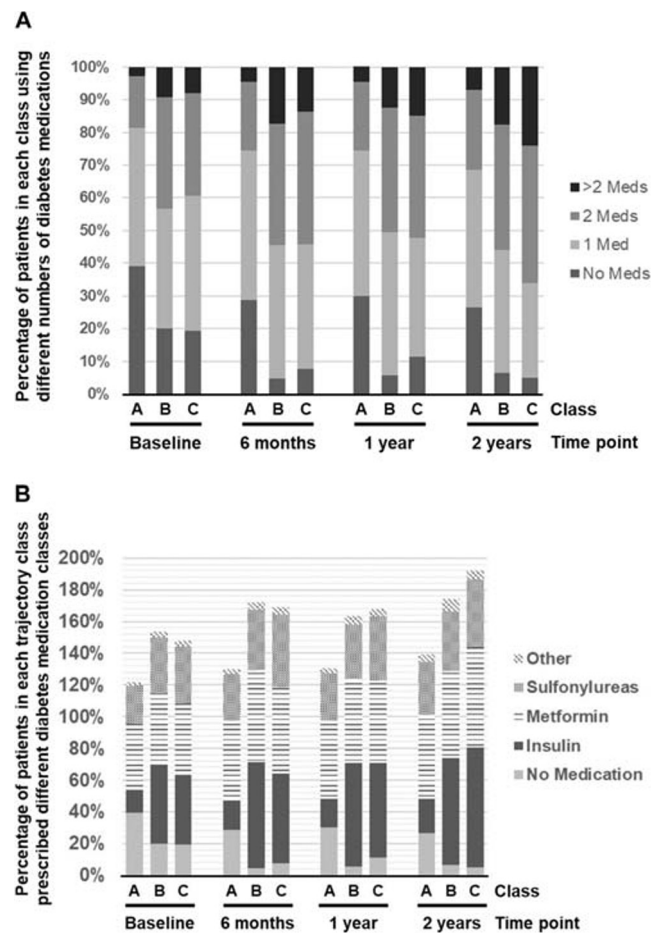 A
Percentage of patients in each class using
different numbers of diabetes medications
100%
90%
80%
70%
60%
50%
40%
30%
20%
10%
0%
>2 Meds
2 Meds
1 Med
No Meds
A B C A B C A B C A B C Class
Baseline 6 months 1 year 2 years Time point
B
Percentage of patients in each trajectory class
prescribed different diabetes medication classes
200%
180%
160%
140%
120%
100%
80%
60%
40%
20%
0%
Other
Sulfonylureas
Metformin
Insulin
No Medication
A B C A B C A B C A B C Class
Baseline 6 months 1 year 2 years Time point